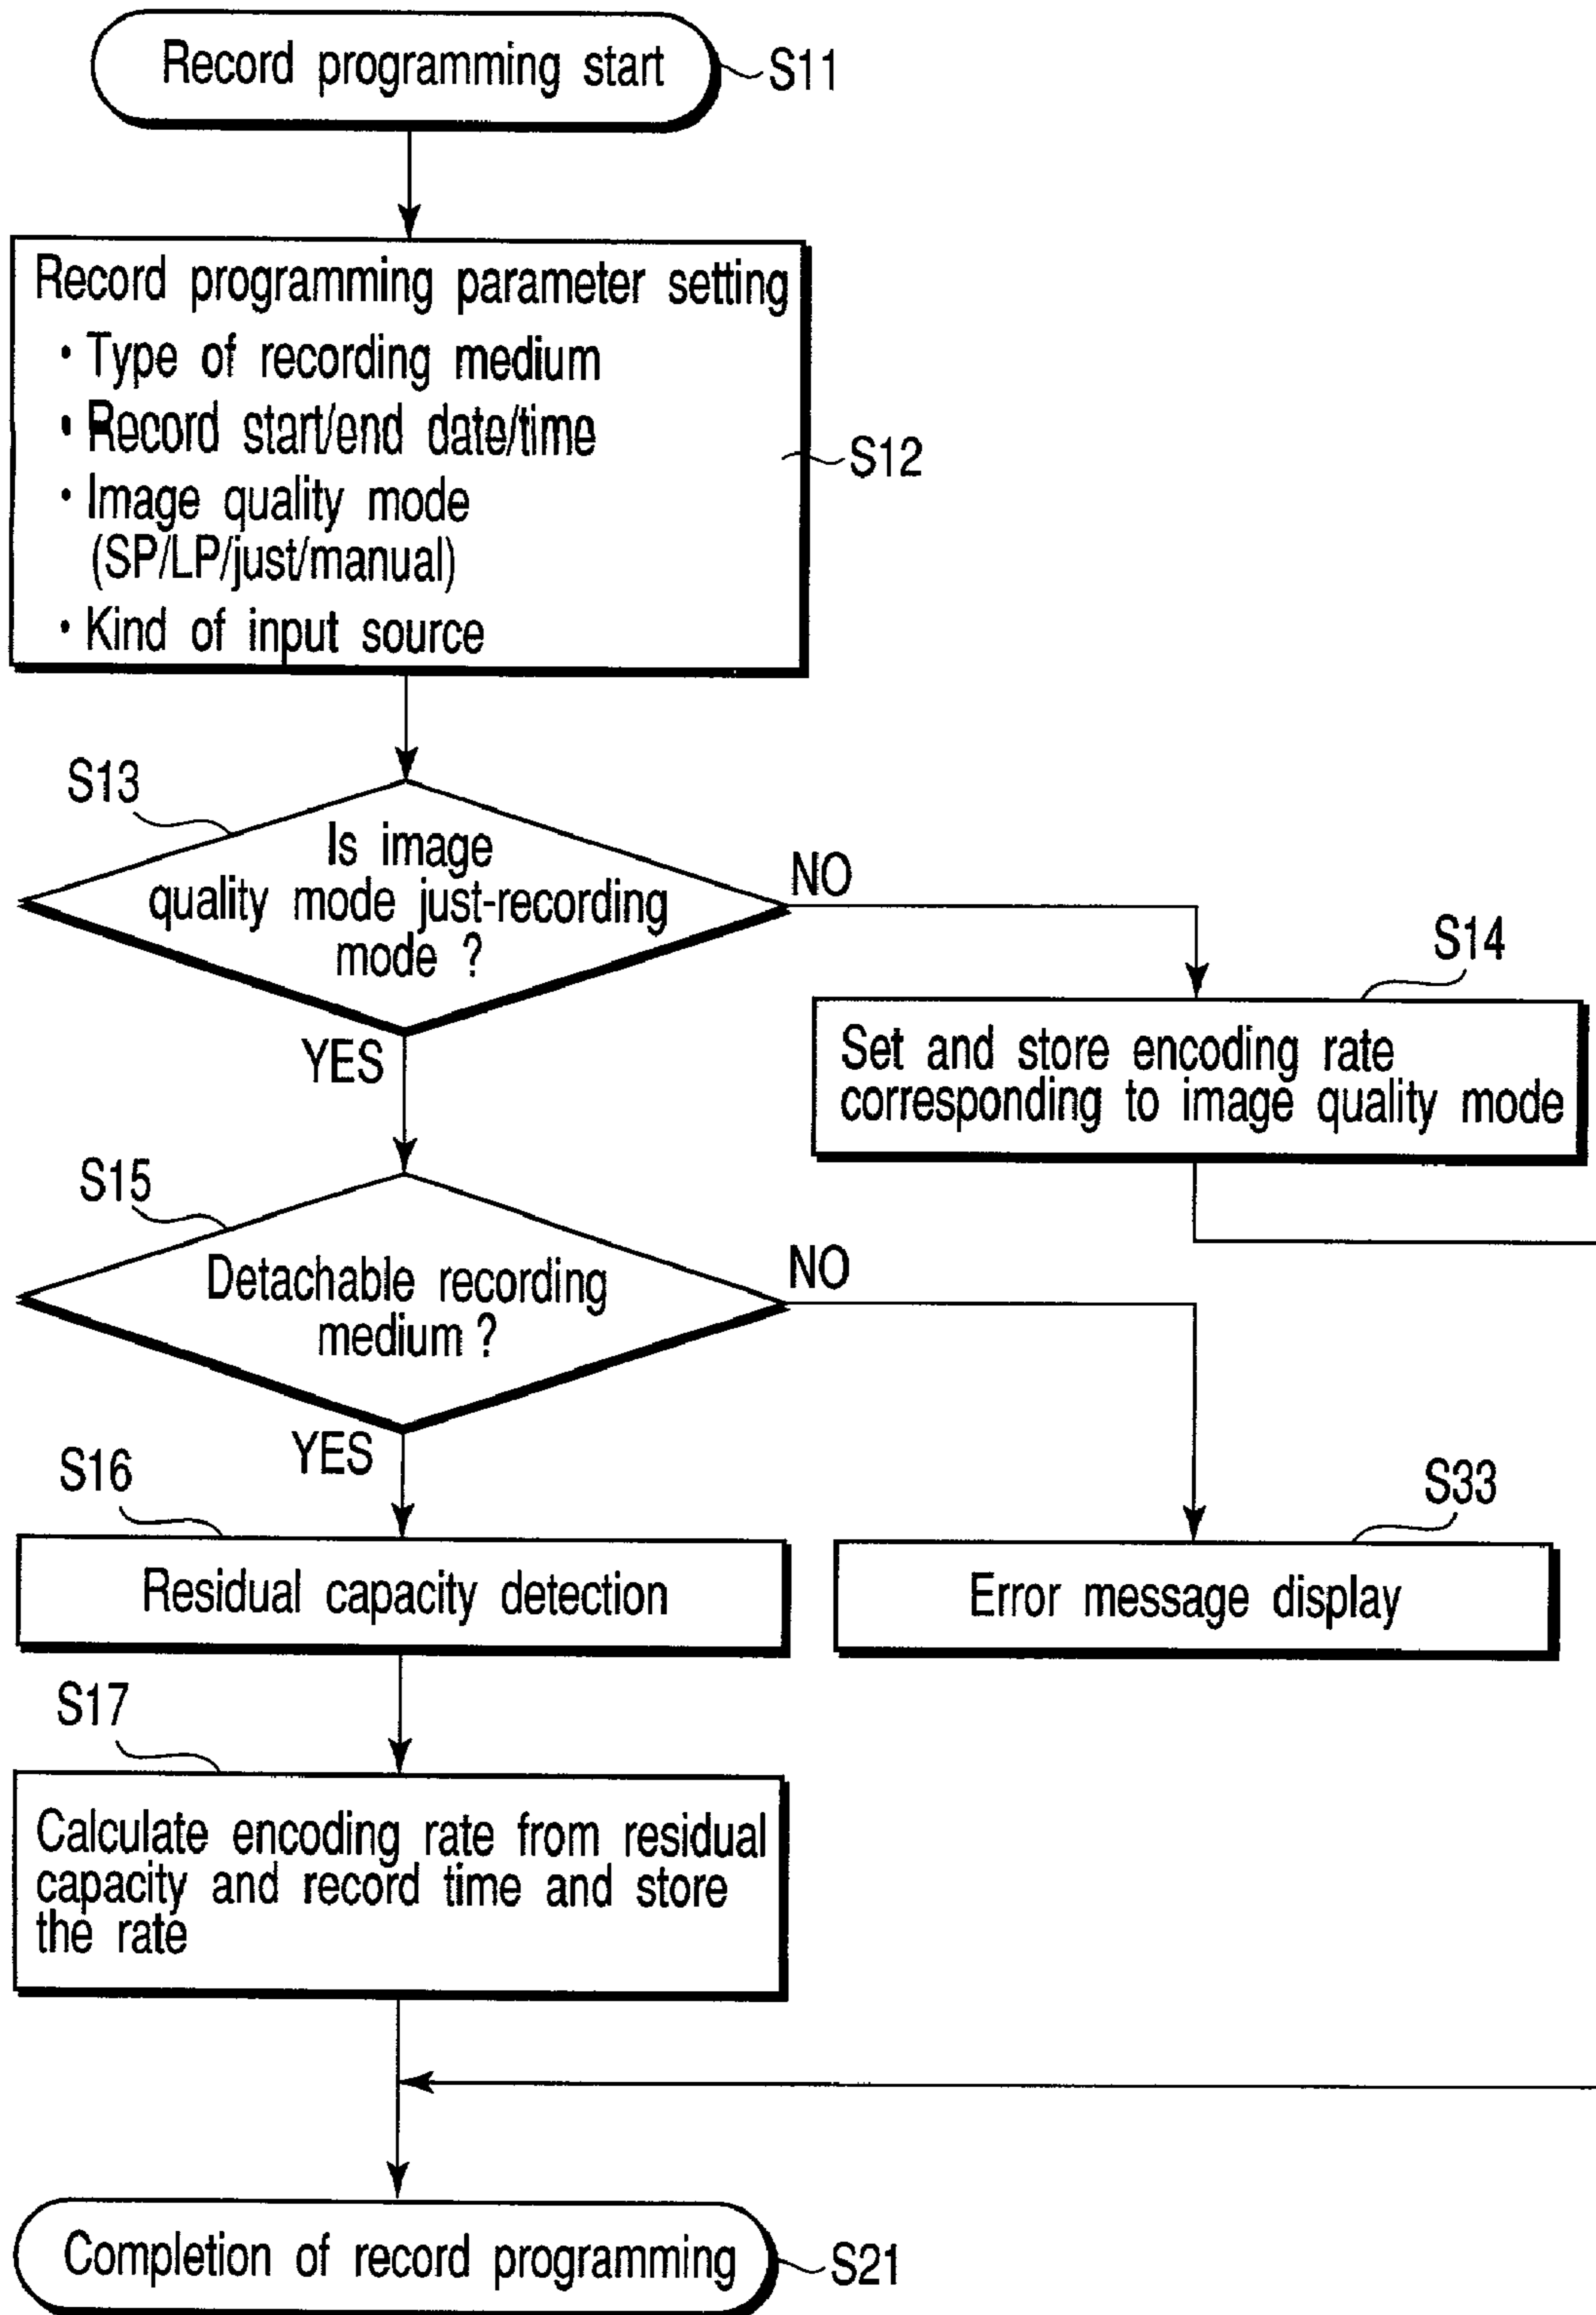 Record programming start
S11
Record programming parameter setting
・Type of recording medium
・Record start/end date/time
・Image quality mode
(SP/LP/just/manual)
・Kind of input source
S12
S13
Is image
quality mode just-recording
mode ?
NO
YES
S14
Set and store encoding rate
corresponding to image quality mode
S15
Detachable recording
medium ?
NO
YES
S16
Residual capacity detection
S33
Error message display
S17
Calculate encoding rate from residual
capacity and record time and store
the rate
Completion of record programming
S21